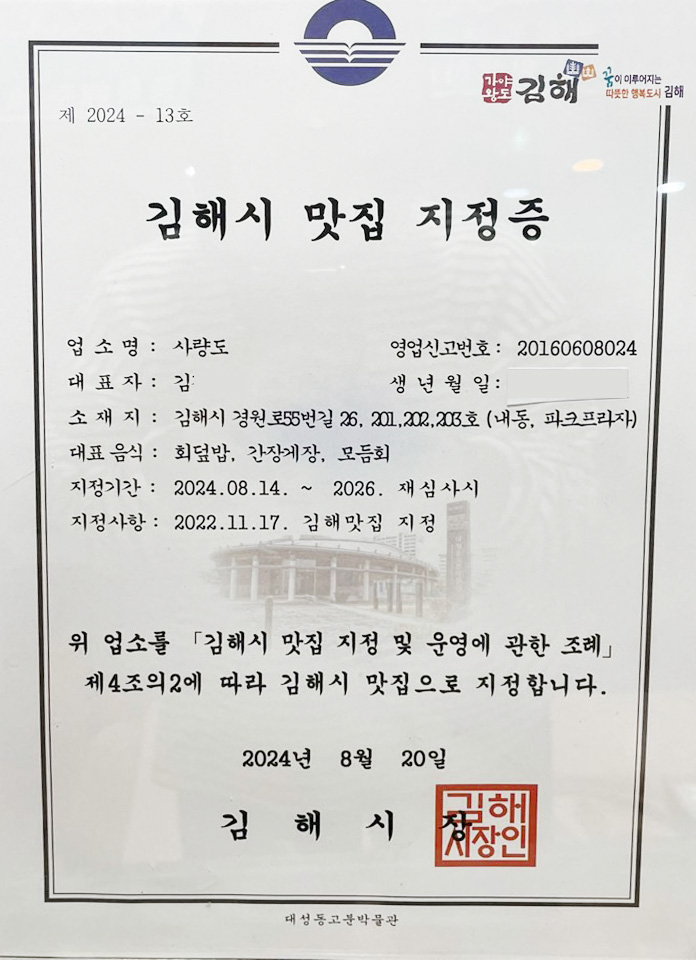 가야
왕도 김해
꿈이 이루어지는
따뜻한 행복도시 김해
제 2024 - 13호
김해시 맛집 지정증
업 소 명 : 사량도 영업신고번호 : 20160608024
대 표 자 : 김 생 년 월 일 :
소 재 지 : 김해시 경원로55번길 26, 201,202,203호 (내동, 파크프라자)
대표 음식 : 회덮밥, 간장게장, 모듬회
지정기간 : 2024.08.14. ~ 2026. 재심사시
지정사항 : 2022.11.17. 김해맛집 지정
위 업소를 「김해시 맛집 지정 및 운영에 관한 조례」
제4조의2에 따라 김해시 맛집으로 지정합니다.
2024년 8월 20일
김 해 시 장
김해
시장인
대성동고분박물관